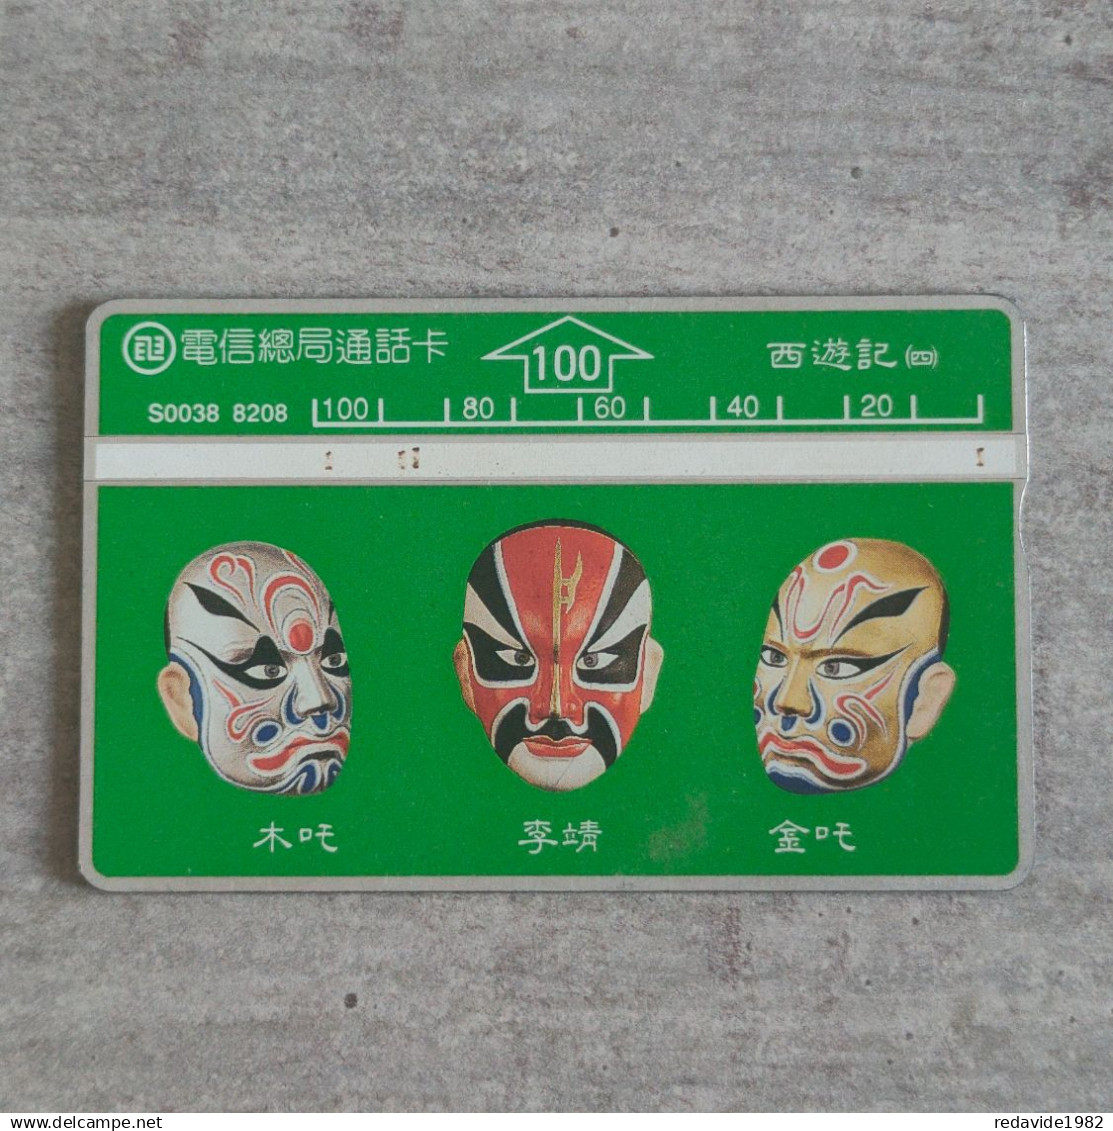 電信總局通話卡
100
西遊記㈣
S0038 8208
100 80 60 40 20
木吒
李靖
金吒
www.delcampe.net
redavide1982